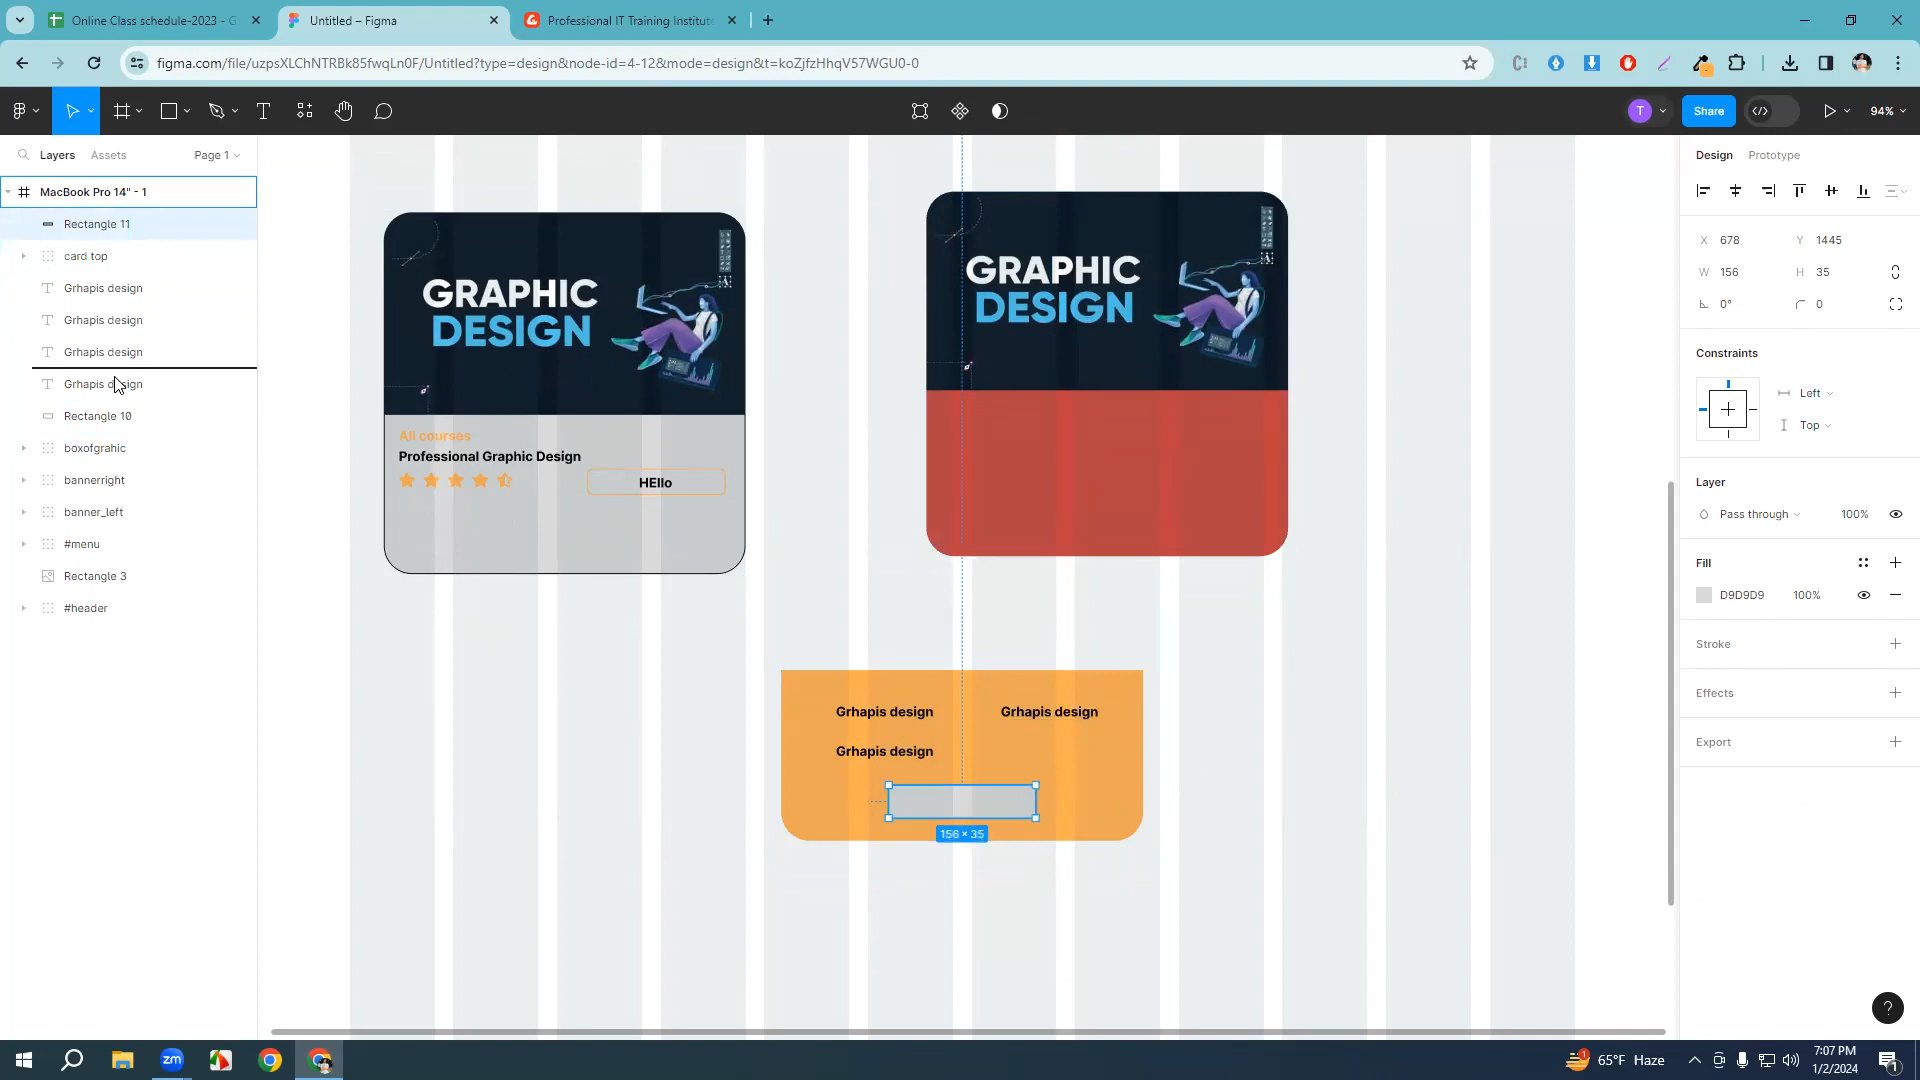 Online Class schedule-2023 - G
Untitled – Figma
Professional IT Training Institute
figma.com/file/uzpsXLChNTRBk85fwqLn0F/Untitled?type=design&node-id=4-12&mode=design&t=koZjfzHhqV57WGU0-0
T
Share
94%
Layers
Assets
Page 1
Design
Prototype
MacBook Pro 14" - 1
Rectangle 11
card top
Grhapis design
Grhapis design
Grhapis design
Grhapis design
Rectangle 10
boxofgrahic
bannerright
banner_left
#menu
Rectangle 3
#header
GRAPHIC
DESIGN
All courses
Professional Graphic Design
HEllo
GRAPHIC
DESIGN
Grhapis design
Grhapis design
Grhapis design
156 × 35
X 678
Y 1445
W 156
H 35
0°
0
Constraints
Left
Top
Layer
Pass through
100%
Fill
D9D9D9
100%
Stroke
Effects
Export
?
zm
1
65°F Haze
7:07 PM
1/2/2024
1